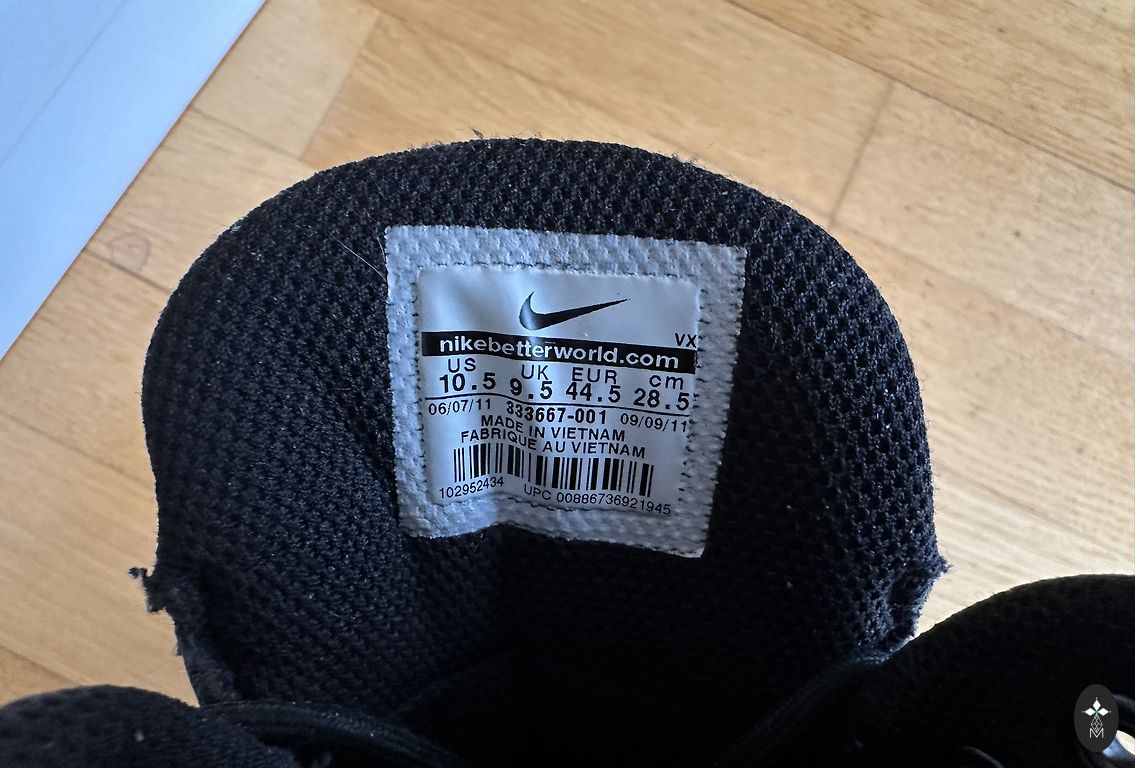 VX
nikebetterworld.com
US UK EUR cm
10.5 9.5 44.5 28.5
06/07/11 333667-001 09/09/11
MADE IN VIETNAM
FABRIQUE AU VIETNAM
102952434 UPC 00886736921945
M